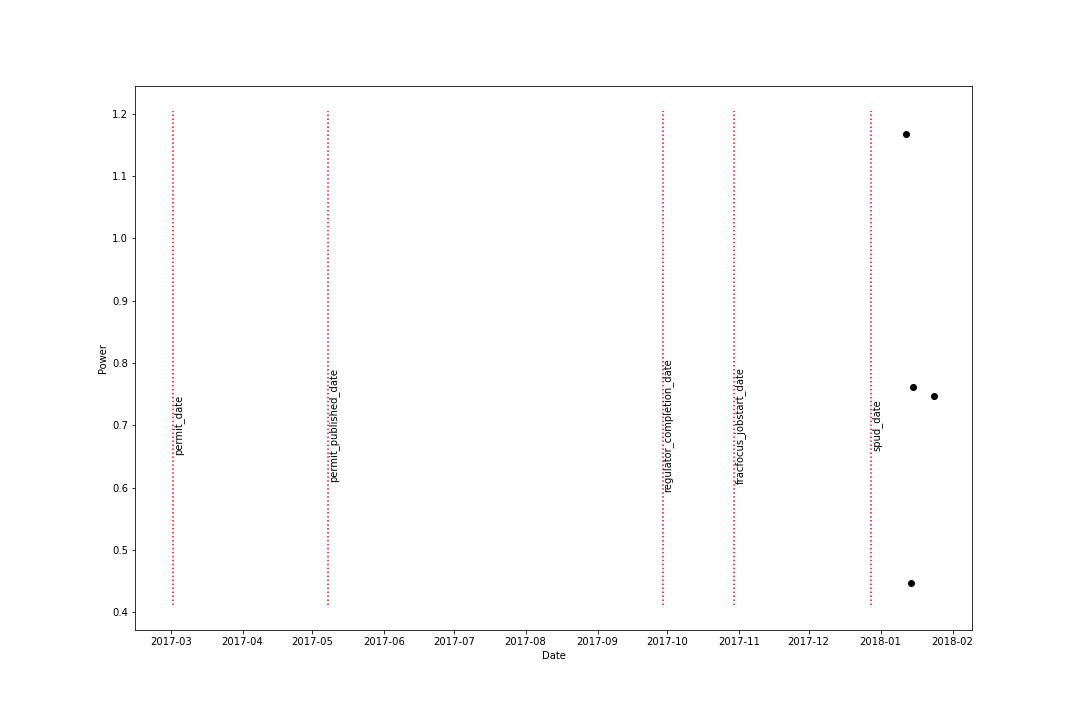 1.2
1.1
1.0
0.9
0.8
0.7
0.6
0.5
0.4
Power
permit_date
permit_published_date
regulator_completion_date
fracfocus_jobstart_date
spud_date
2017-03 2017-04 2017-05 2017-06 2017-07 2017-08 2017-09 2017-10 2017-11 2017-12 2018-01 2018-02
Date